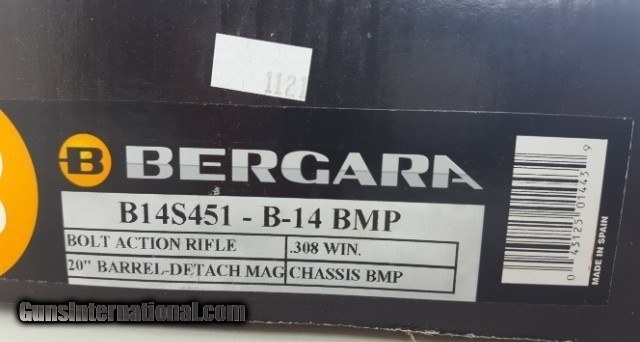 1121
B BERGARA
B14S451 - B-14 BMP
BOLT ACTION RIFLE .308 WIN.
20" BARREL-DETACH MAG CHASSIS BMP
0 43125 01443 9
MADE IN SPAIN
GunsInternational.com